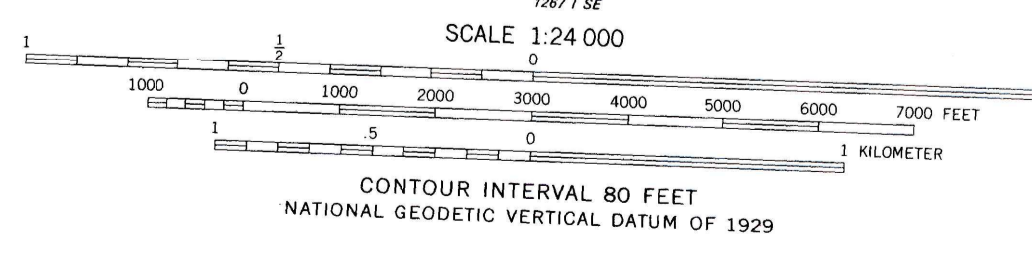 1267 I SE
SCALE 1:24 000
1 1/2 0
1000 0 1000 2000 3000 4000 5000 6000 7000 FEET
1 .5 0 1 KILOMETER
CONTOUR INTERVAL 80 FEET
NATIONAL GEODETIC VERTICAL DATUM OF 1929